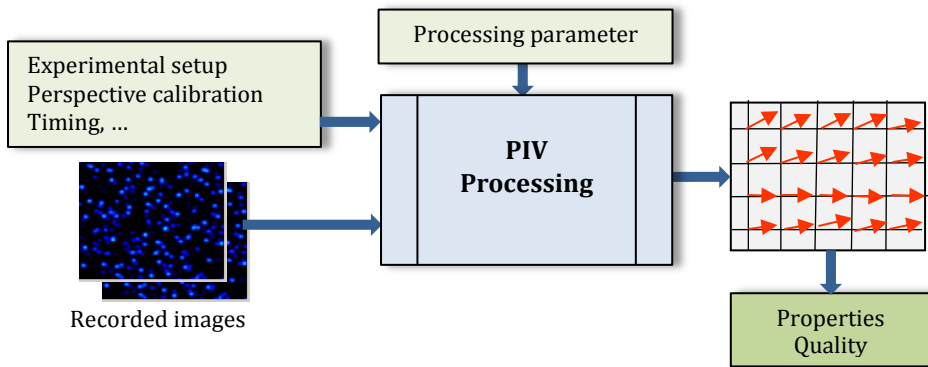 Processing parameter
Experimental setup
Perspective calibration
Timing, …
PIV
Processing
Recorded images
Properties
Quality